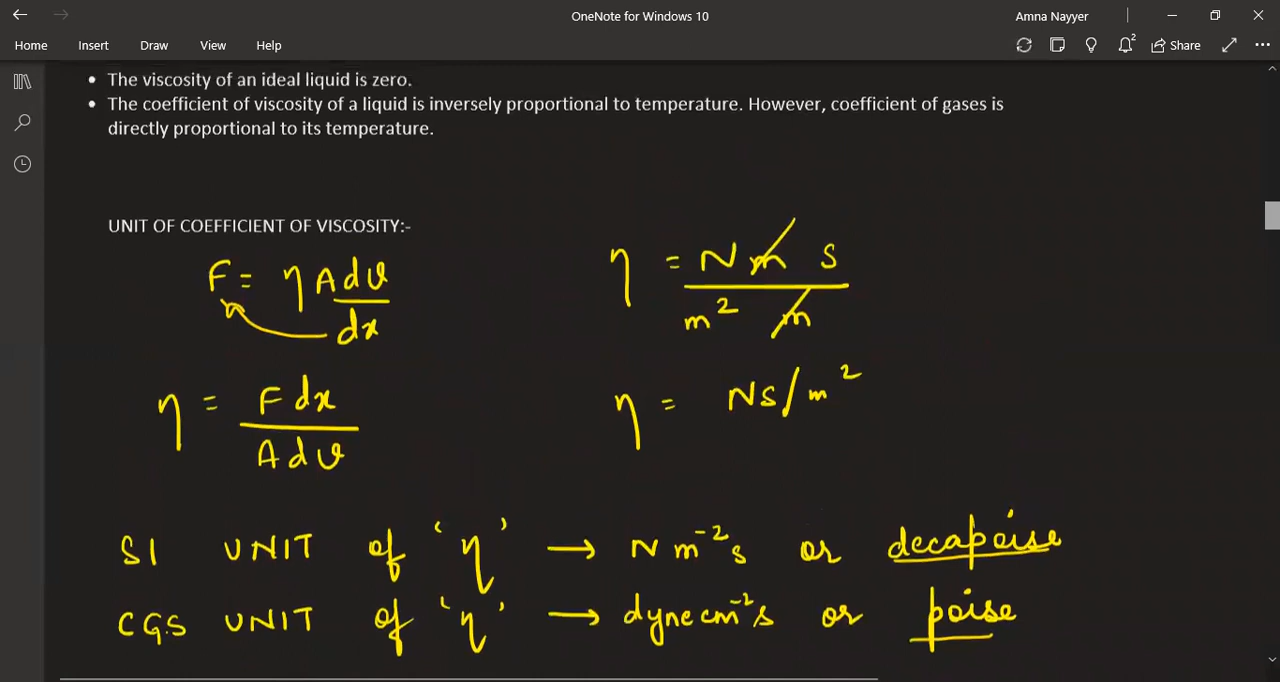 OneNote for Windows 10
Amna Nayyer
Home Insert Draw View Help
2 Share
• The viscosity of an ideal liquid is zero.
• The coefficient of viscosity of a liquid is inversely proportional to temperature. However, coefficient of gases is
directly proportional to its temperature.
UNIT OF COEFFICIENT OF VISCOSITY:-
F = η A dv/dx
η = N m s / m² m
η = F dx / A dv
η = Ns/m²
SI UNIT of 'η' → N m⁻² s or decapoise
CGS UNIT of 'η' → dyne cm⁻² s or poise